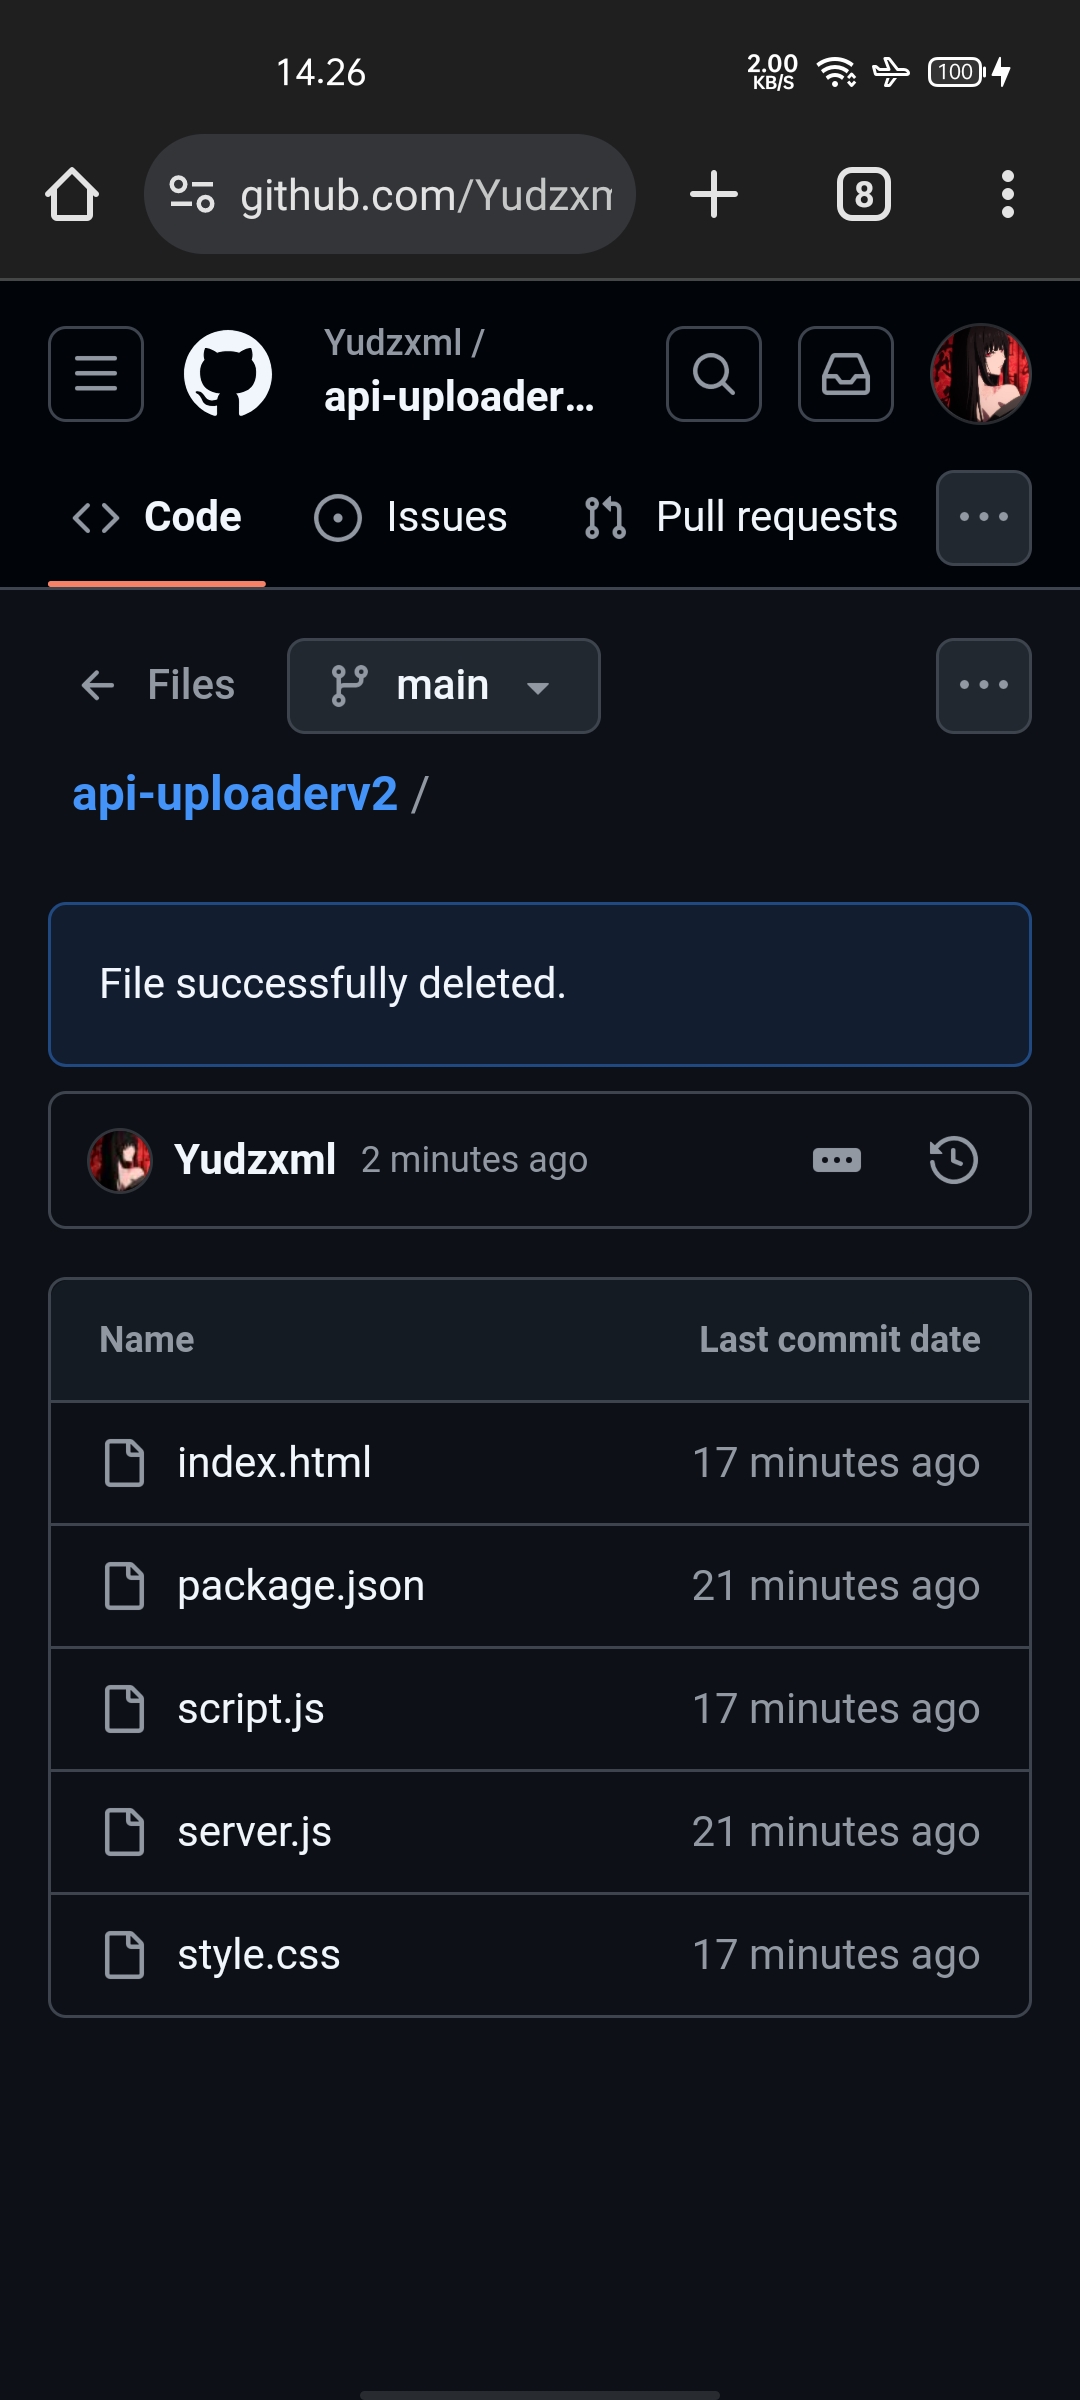 14.26
2.00
KB/S
100
github.com/Yudzxm
8
Yudzxml /
api-uploader...
Code
Issues
Pull requests
Files
main
api-uploaderv2 /
File successfully deleted.
Yudzxml 2 minutes ago
Name Last commit date
index.html 17 minutes ago
package.json 21 minutes ago
script.js 17 minutes ago
server.js 21 minutes ago
style.css 17 minutes ago